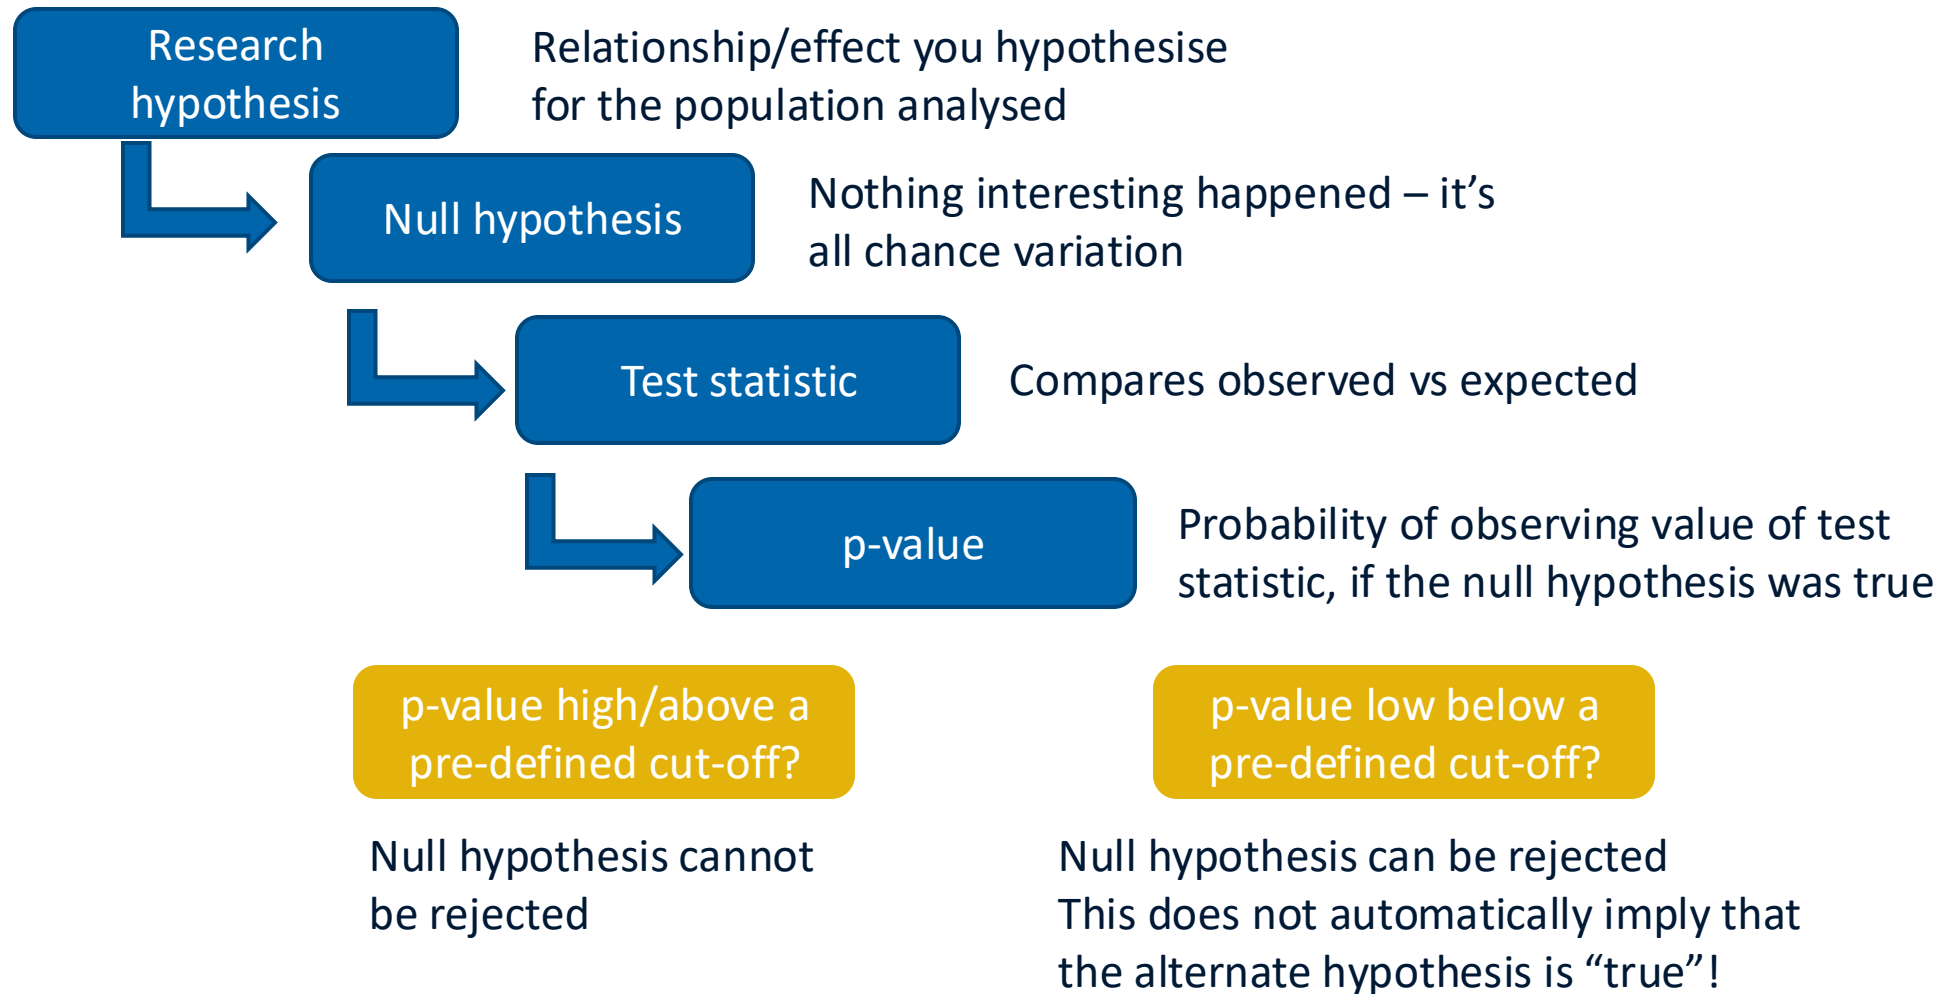 Research
hypothesis
Relationship/effect you hypothesise
for the population analysed
Null hypothesis
Nothing interesting happened – it’s
all chance variation
Test statistic
Compares observed vs expected
p-value
Probability of observing value of test
statistic, if the null hypothesis was true
p-value high/above a
pre-defined cut-off?
Null hypothesis cannot
be rejected
p-value low below a
pre-defined cut-off?
Null hypothesis can be rejected
This does not automatically imply that
the alternate hypothesis is “true”!